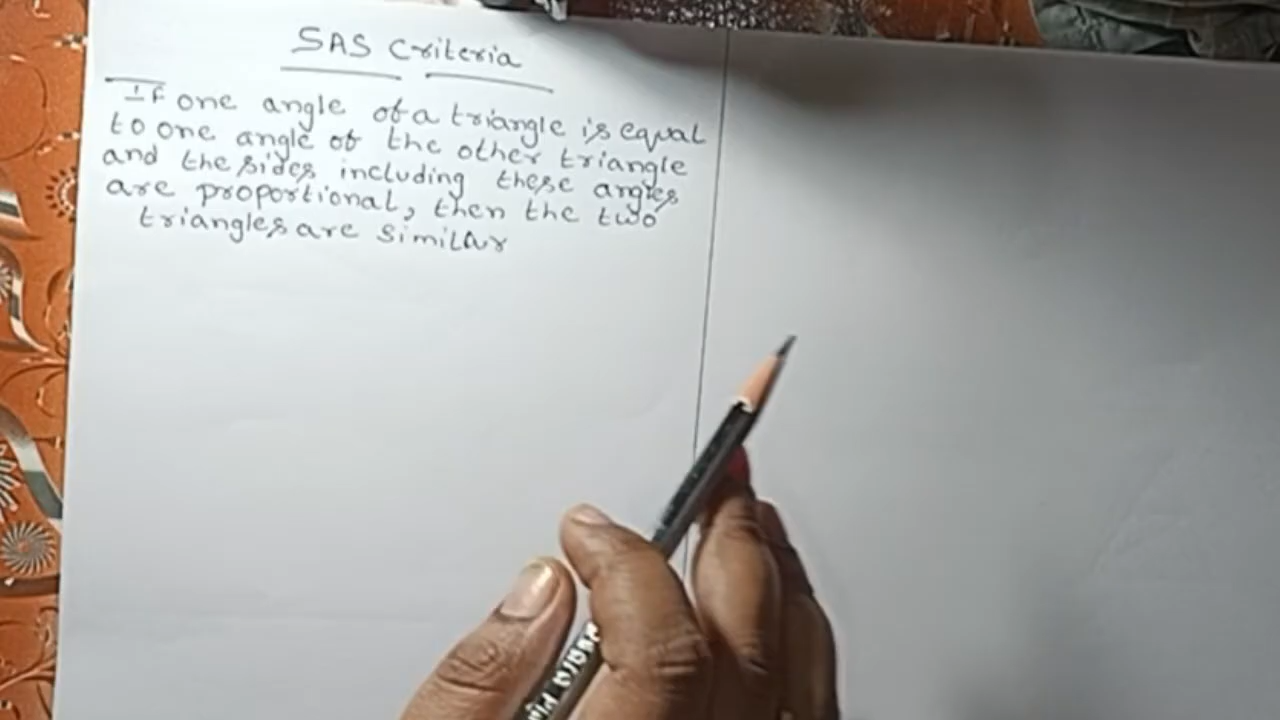 SAS Criteria
If one angle of a triangle is equal
to one angle of the other triangle
and the sides including these angles
are proportional, then the two
triangles are similar